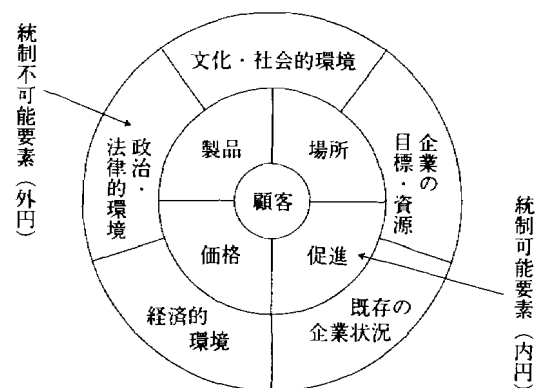 統制不可能要素（外円）
文化・社会的環境
政治・
法律的環境
製品
場所
企業の
目標・資源
顧客
価格
促進
経済的
環境
既存の
企業状況
統制可能要素（内円）